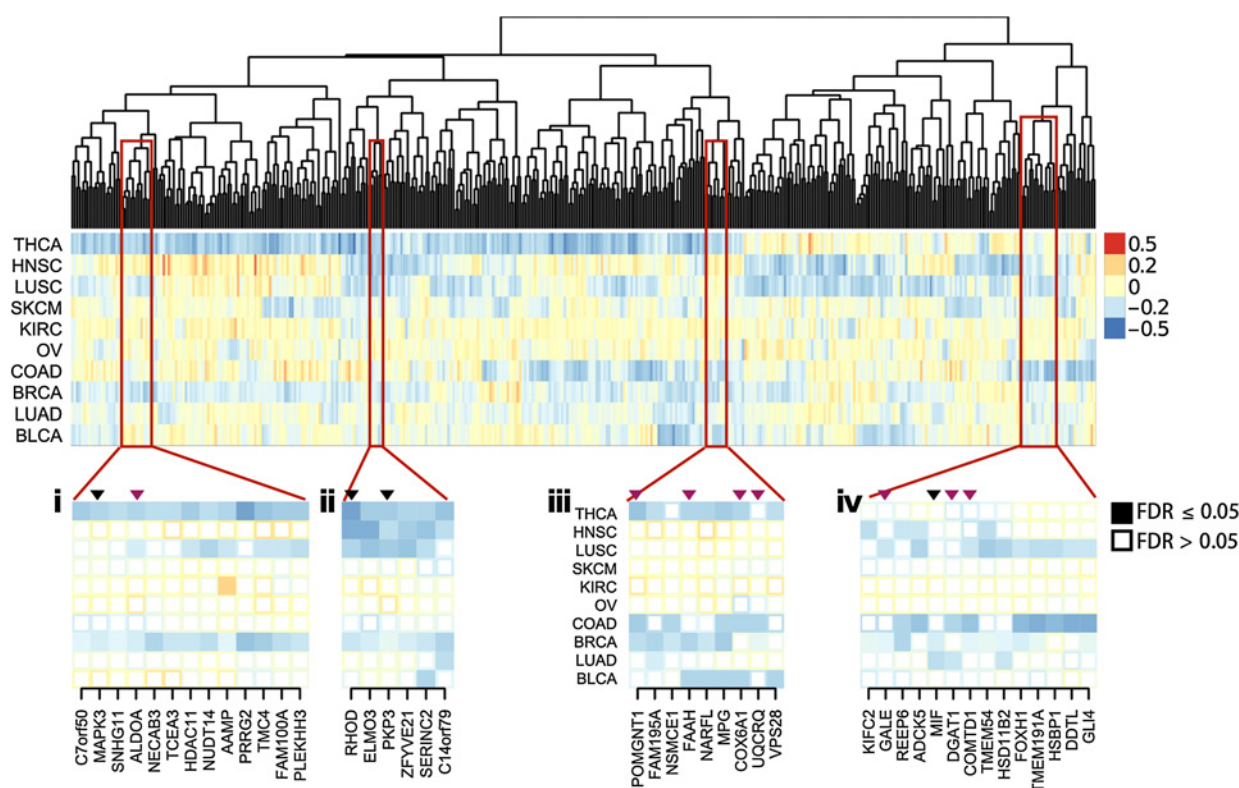 THCA
HNSC
LUSC
SKCM
KIRC
OV
COAD
BRCA
LUAD
BLCA
0.5
0.2
0
−0.2
−0.5
i
ii
iii
iv
THCA
HNSC
LUSC
SKCM
KIRC
OV
COAD
BRCA
LUAD
BLCA
FDR ≤ 0.05
FDR > 0.05
C7orf50
MAPK3
SNHG11
ALDOA
NECAB3
TCEA3
HDAC11
NUDT14
AAMP
PRRG2
TMC4
FAM100A
PLEKHH3
RHOD
ELMO3
PKP3
ZFYVE21
SERINC2
C14orf79
POMGNT1
FAM195A
NSMCE1
FAAH
NARFL
MPG
COX6A1
UQCRQ
VPS28
KIFC2
GALE
REEP6
ADCK5
MIF
DGAT1
COMTD1
TMEM54
HSD11B2
FOXH1
TMEM191A
HSBP1
DDTL
GLI4